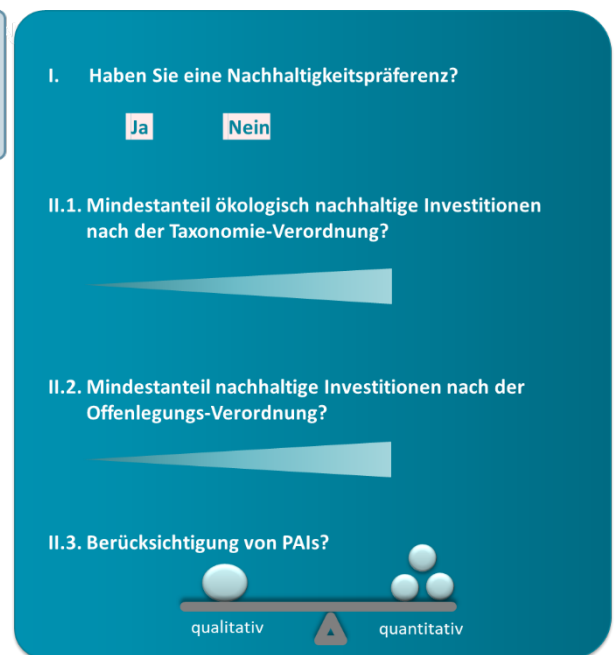 I. Haben Sie eine Nachhaltigkeitspräferenz?
Ja Nein
II.1. Mindestanteil ökologisch nachhaltige Investitionen
nach der Taxonomie-Verordnung?
II.2. Mindestanteil nachhaltige Investitionen nach der
Offenlegungs-Verordnung?
II.3. Berücksichtigung von PAIs?
qualitativ quantitativ